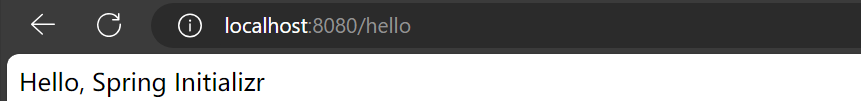 localhost:8080/hello
Hello, Spring Initializr